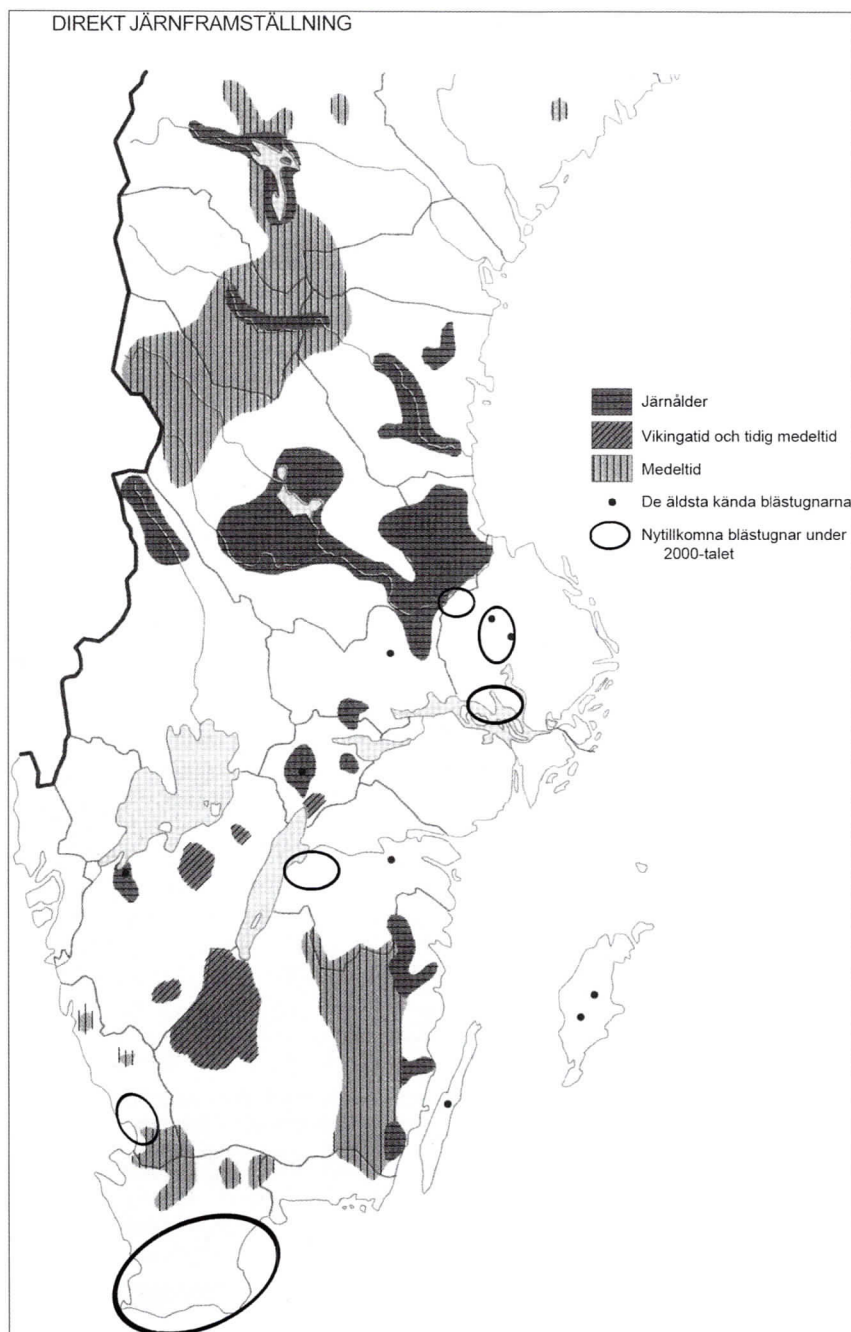 DIREKT JÄRNFRAMSTÄLLNING
Järnålder
Vikingatid och tidig medeltid
Medeltid
De äldsta kända blästugnarna
Nytillkomna blästugnar under
2000-talet